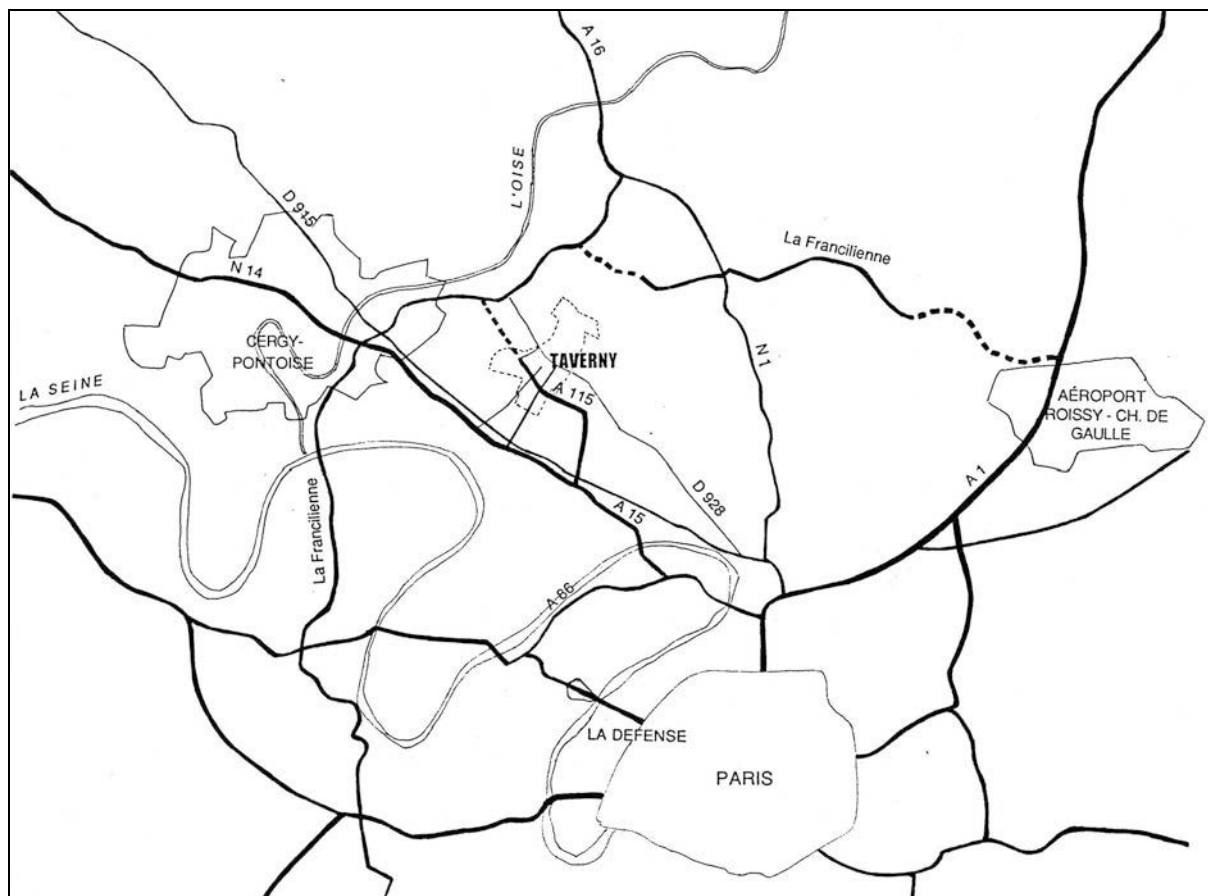 A 16
L'OISE
D 915
La Francilienne
N 14
CERGY-
PONTOISE
TAVERNY
N 1
LA SEINE
A 115
AÉROPORT
ROISSY - CH. DE
GAULLE
La Francilienne
D 928
A 1
A 15
A 86
LA DEFENSE
PARIS